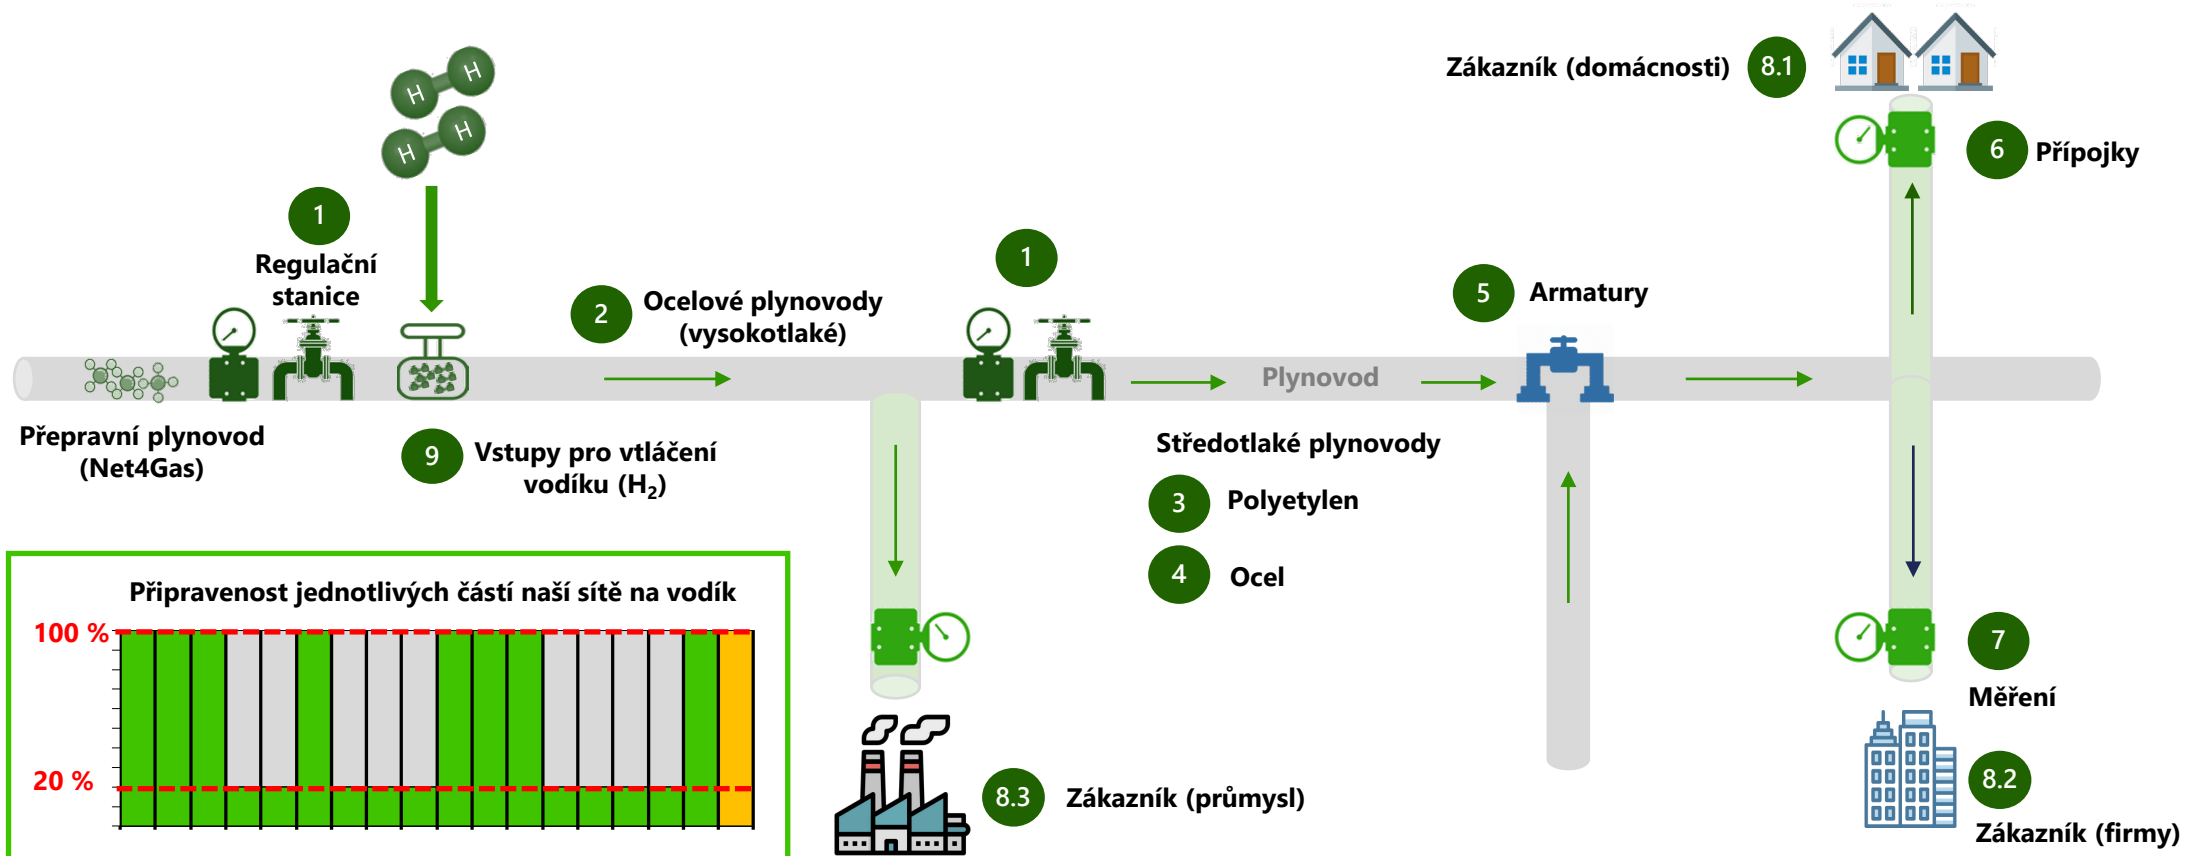 H
H
H
H
Zákazník (domácnosti)
8.1
6
Přípojky
1
Regulační
stanice
2
Ocelové plynovody
(vysokotlaké)
1
5
Armatury
Plynovod
Přepravní plynovod
(Net4Gas)
9
Vstupy pro vtláčení
vodíku (H₂)
Středotlaké plynovody
3
Polyetylen
4
Ocel
Připravenost jednotlivých částí naší sítě na vodík
100 %
20 %
7
Měření
8.3
Zákazník (průmysl)
8.2
Zákazník (firmy)